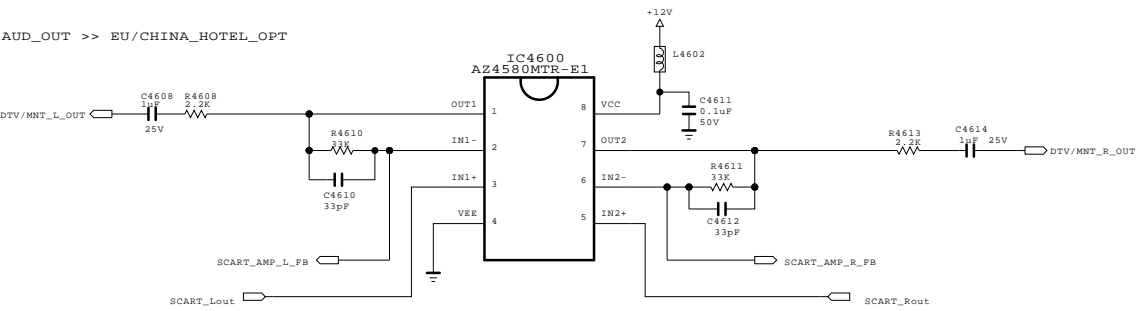 +12V
AUD_OUT >> EU/CHINA_HOTEL_OPT
L4602
IC4600
AZ4580MTR-E1
C4608
1uF
25V
R4608
2.2K
DTV/MNT_L_OUT
OUT1
1
8
VCC
C4611
0.1uF
50V
R4610
33K
IN1-
2
7
OUT2
R4613
2.2K
C4614
1uF 25V
DTV/MNT_R_OUT
C4610
33pF
IN1+
3
6
IN2-
R4611
33K
C4612
33pF
VEE
4
5
IN2+
SCART_AMP_L_FB
SCART_AMP_R_FB
SCART_Lout
SCART_Rout